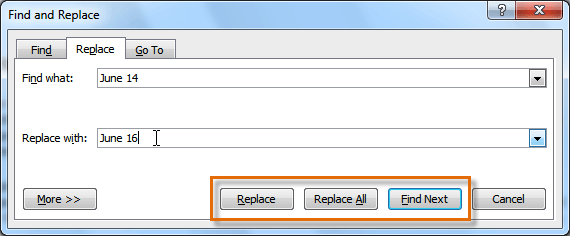 Find and Replace
Find Replace Go To
Find what: June 14
Replace with: June 16
More >> Replace Replace All Find Next Cancel